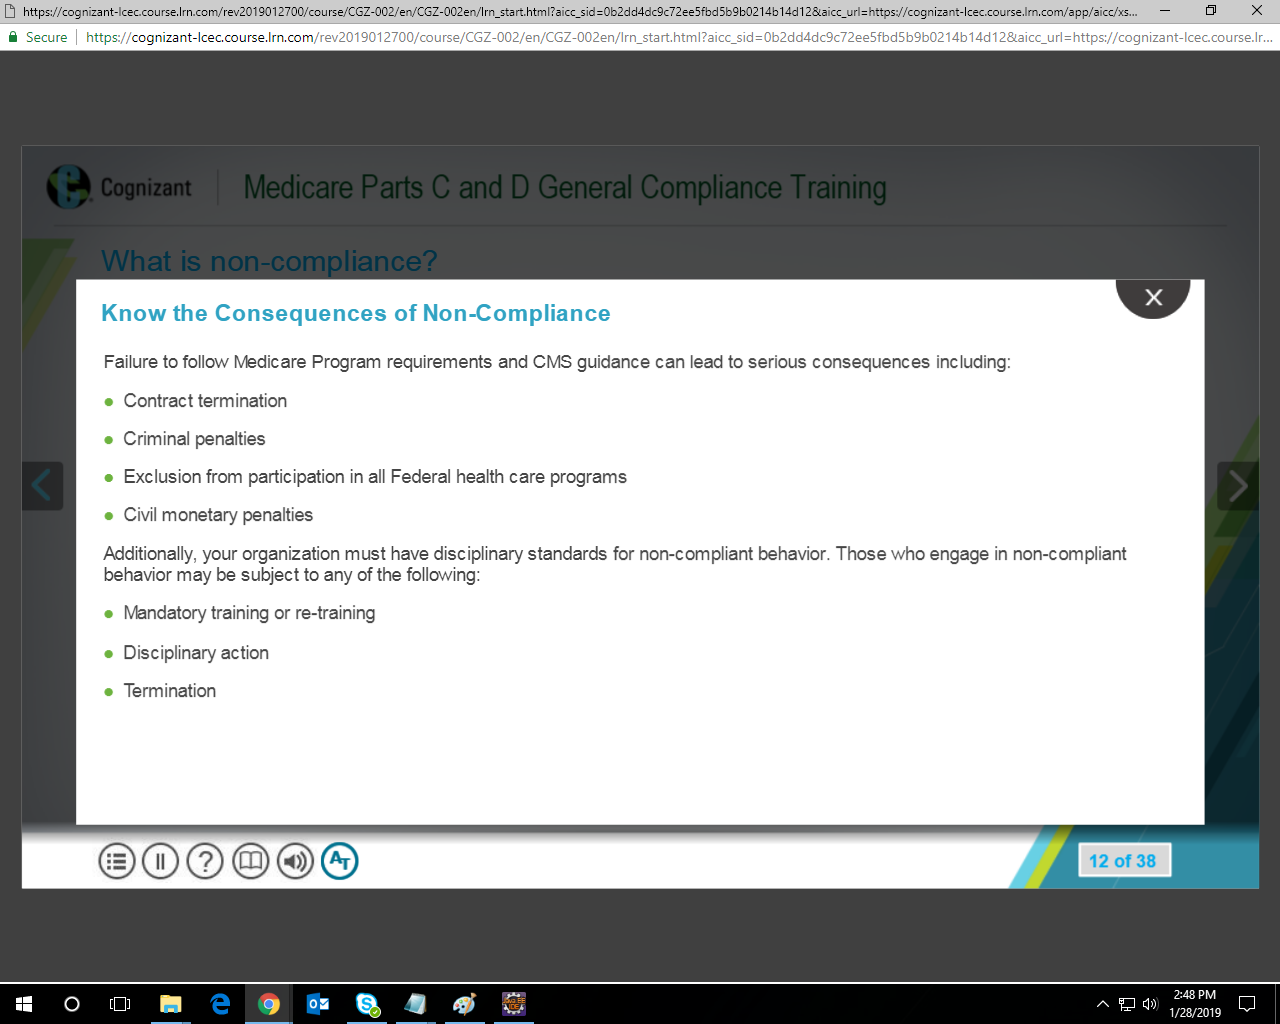 https://cognizant-lcec.course.lrn.com/rev2019012700/course/CGZ-002/en/CGZ-002en/lrn_start.html?aicc_sid=0b2dd4dc9c72ee5fbd5b9b0214b14d12&aicc_url=https://cognizant-lcec.course.lrn.com/app/aicc/xs...
Secure https://cognizant-lcec.course.lrn.com/rev2019012700/course/CGZ-002/en/CGZ-002en/lrn_start.html?aicc_sid=0b2dd4dc9c72ee5fbd5b9b0214b14d12&aicc_url=https://cognizant-lcec.course.lr...
Cognizant Medicare Parts C and D General Compliance Training
What is non-compliance?
Know the Consequences of Non-Compliance
X
Failure to follow Medicare Program requirements and CMS guidance can lead to serious consequences including:
• Contract termination
• Criminal penalties
• Exclusion from participation in all Federal health care programs
• Civil monetary penalties
Additionally, your organization must have disciplinary standards for non-compliant behavior. Those who engage in non-compliant
behavior may be subject to any of the following:
• Mandatory training or re-training
• Disciplinary action
• Termination
? AT 12 of 38
2:48 PM
1/28/2019